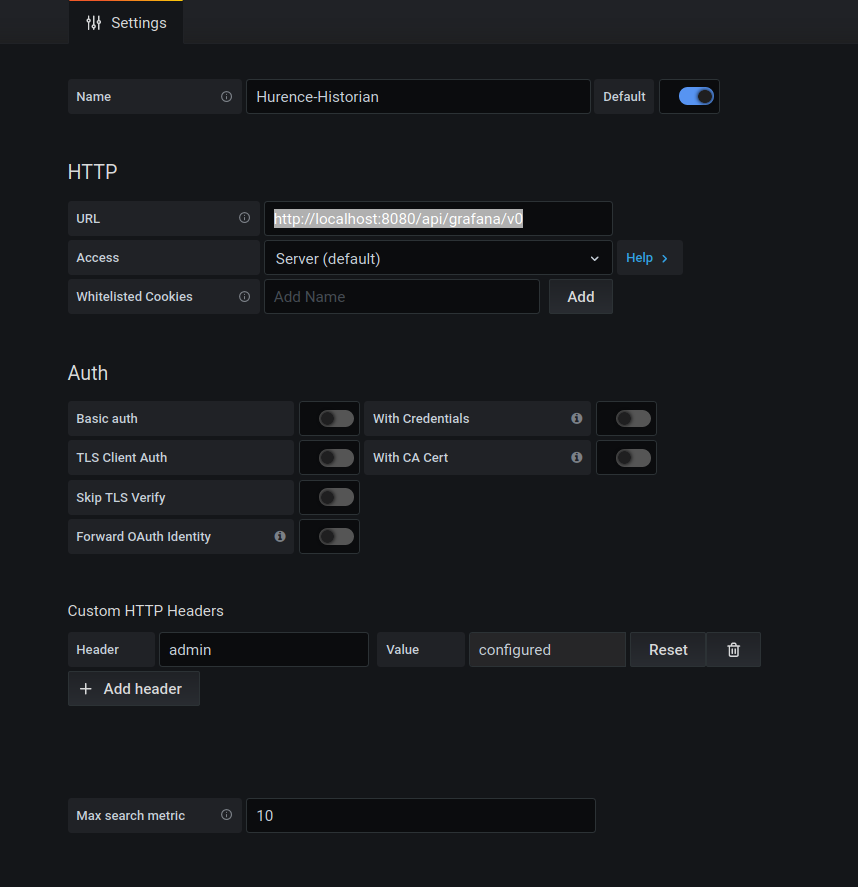 Settings
Name Hurence-Historian Default
HTTP
URL http://localhost:8080/api/grafana/v0
Access Server (default) Help >
Whitelisted Cookies Add Name Add
Auth
Basic auth With Credentials
TLS Client Auth With CA Cert
Skip TLS Verify
Forward OAuth Identity
Custom HTTP Headers
Header admin Value configured Reset
+ Add header
Max search metric 10